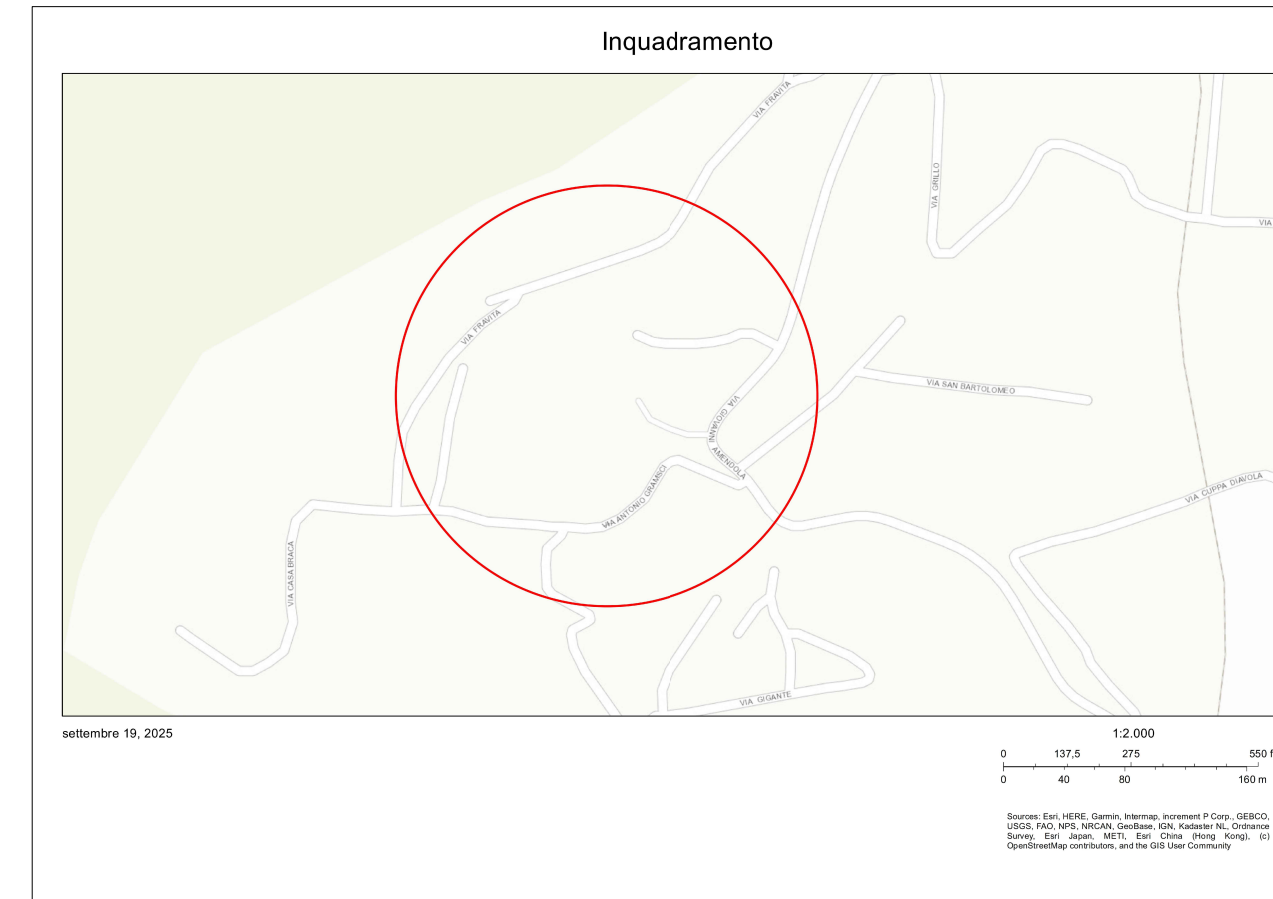 Inquadramento
VIA FRAVITA
VIA GRILLO
VIA
VIA FRAVITA
VIA SAN BARTOLOMEO
VIA GIOVANNI AMENDOLA
VIA ANTONIO GRAMSCI
VIA CUPPA DIAVOLA
VIA CASA BRACA
VIA GIGANTE
settembre 19, 2025
1:2.000
0 137,5 275 550 f
0 40 80 160 m
Sources: Esri, HERE, Garmin, Intermap, increment P Corp., GEBCO,
USGS, FAO, NPS, NRCAN, GeoBase, IGN, Kadaster NL, Ordnance
Survey, Esri Japan, METI, Esri China (Hong Kong), (c)
OpenStreetMap contributors, and the GIS User Community